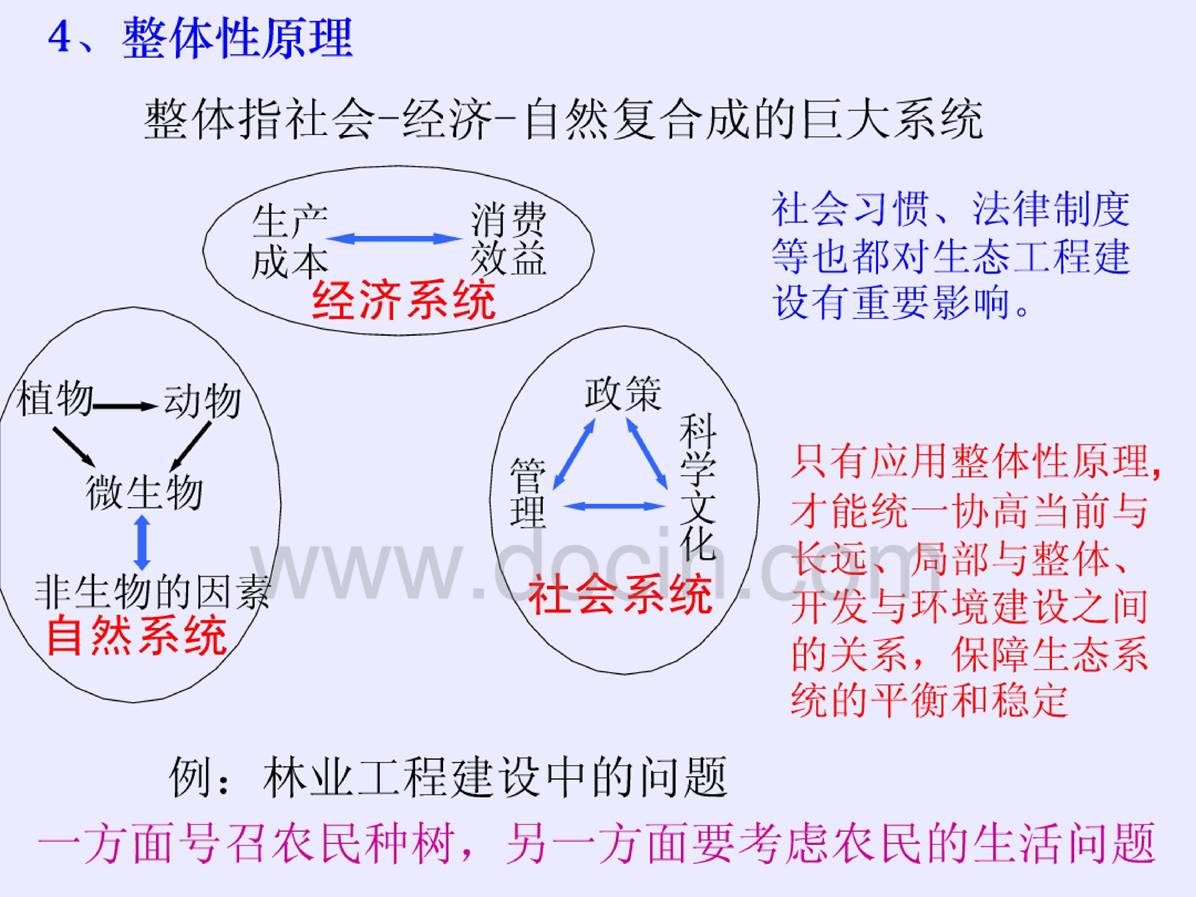 4、整体性原理
整体指社会-经济-自然复合成的巨大系统
生产
成本
消费
效益
经济系统
社会习惯、法律制度
等也都对生态工程建
设有重要影响。
植物
动物
微生物
非生物的因素
自然系统
政策
管理
科学文化
社会系统
只有应用整体性原理,
才能统一协高当前与
长远、局部与整体、
开发与环境建设之间
的关系，保障生态系
统的平衡和稳定
www.docin.com
例：林业工程建设中的问题
一方面号召农民种树，另一方面要考虑农民的生活问题